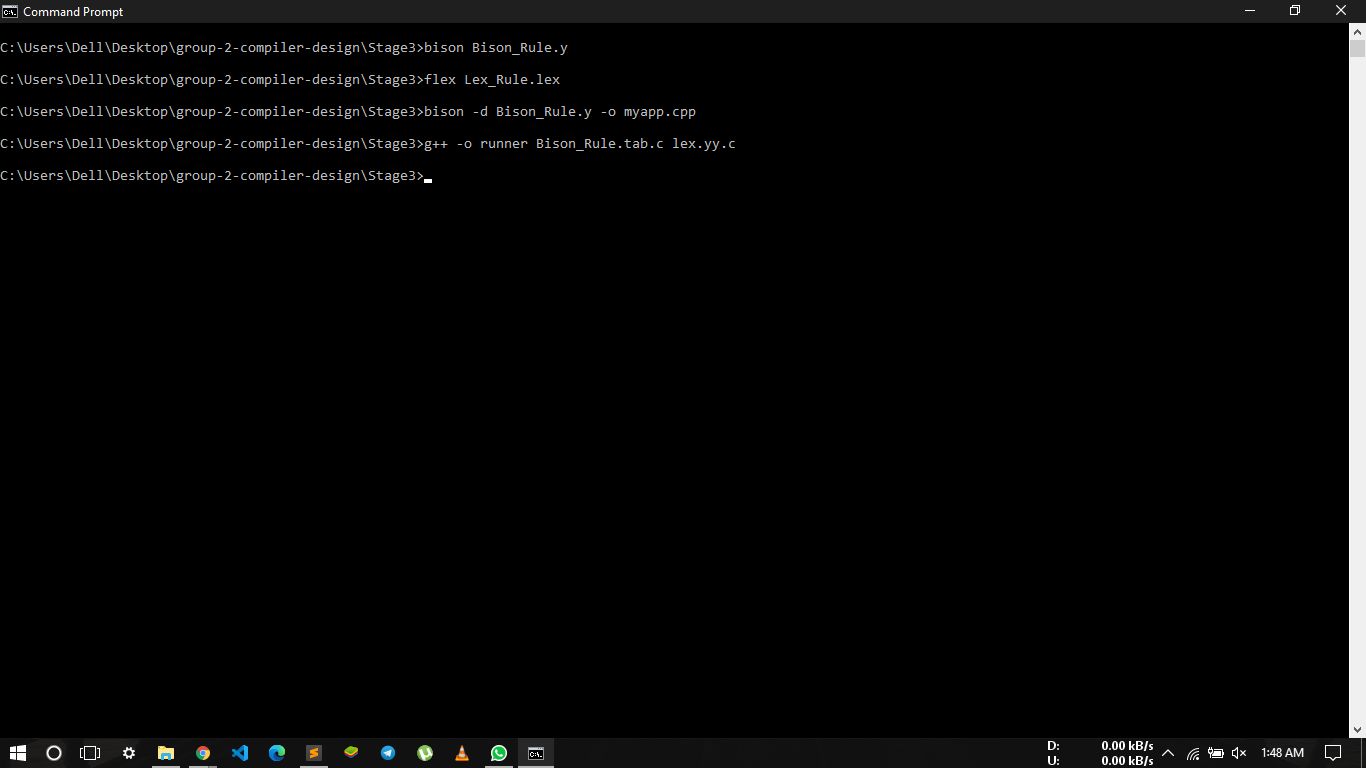 Command Prompt
C:\Users\Dell\Desktop\group-2-compiler-design\Stage3>bison Bison_Rule.y
C:\Users\Dell\Desktop\group-2-compiler-design\Stage3>flex Lex_Rule.lex
C:\Users\Dell\Desktop\group-2-compiler-design\Stage3>bison -d Bison_Rule.y -o myapp.cpp
C:\Users\Dell\Desktop\group-2-compiler-design\Stage3>g++ -o runner Bison_Rule.tab.c lex.yy.c
C:\Users\Dell\Desktop\group-2-compiler-design\Stage3>
D: 0.00 kB/s
U: 0.00 kB/s
1:48 AM